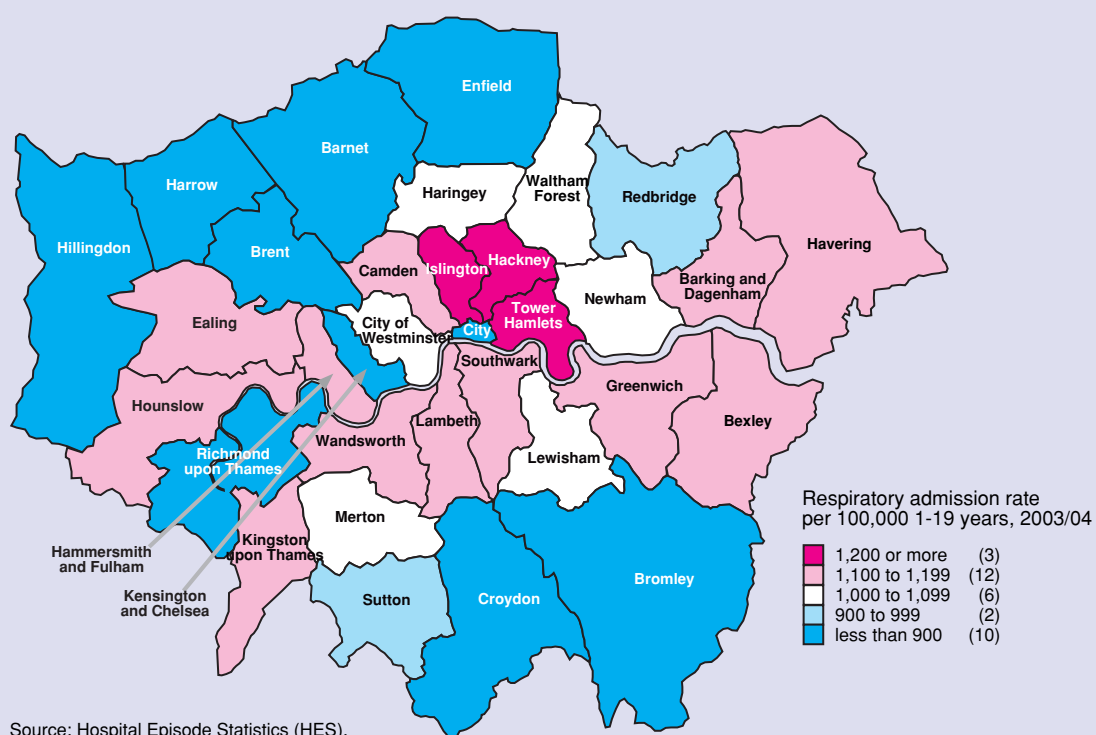 Enfield
Barnet
Harrow
Haringey
Waltham
Forest
Redbridge
Hillingdon
Brent
Havering
Camden
Islington
Hackney
Barking and
Dagenham
Newham
Ealing
City of
Westminster
City
Tower
Hamlets
Southwark
Greenwich
Hounslow
Wandsworth
Lambeth
Bexley
Richmond
upon Thames
Lewisham
Merton
Hammersmith
and Fulham
Kingston
upon Thames
Kensington
and Chelsea
Sutton
Croydon
Bromley
Respiratory admission rate
per 100,000 1-19 years, 2003/04
1,200 or more (3)
1,100 to 1,199 (12)
1,000 to 1,099 (6)
900 to 999 (2)
less than 900 (10)
Source: Hospital Episode Statistics (HES).